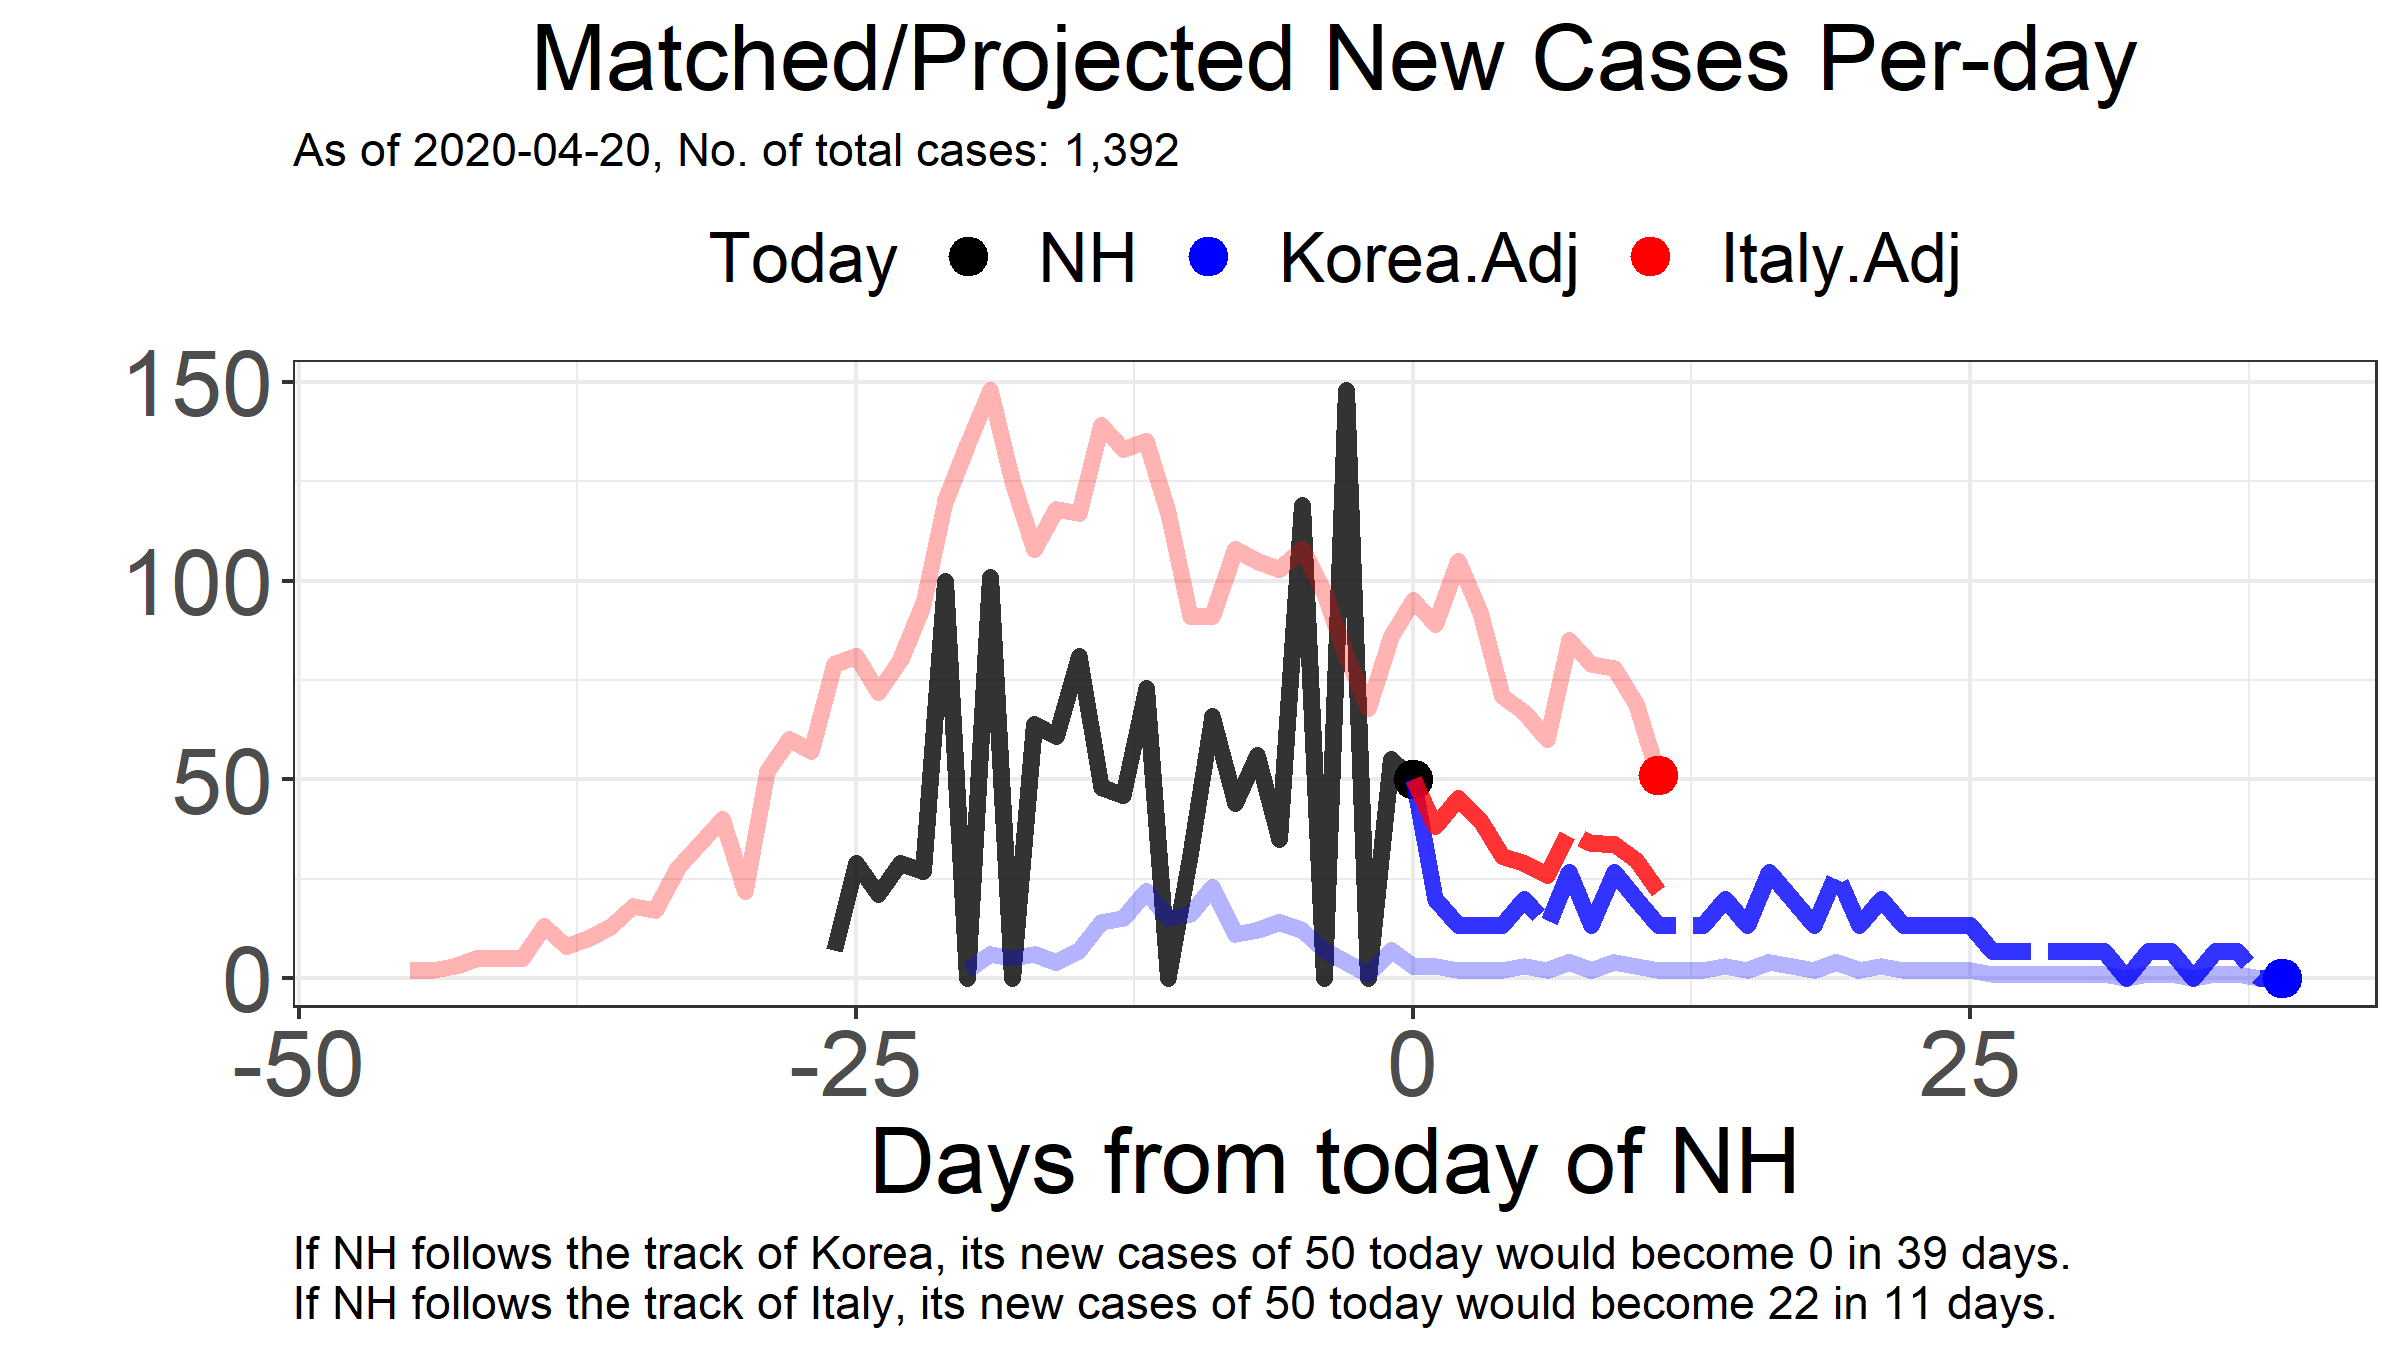 Matched/Projected New Cases Per-day
As of 2020-04-20, No. of total cases: 1,392
Today NH Korea.Adj Italy.Adj
150
100
50
0
-50 -25 0 25
Days from today of NH
If NH follows the track of Korea, its new cases of 50 today would become 0 in 39 days.
If NH follows the track of Italy, its new cases of 50 today would become 22 in 11 days.